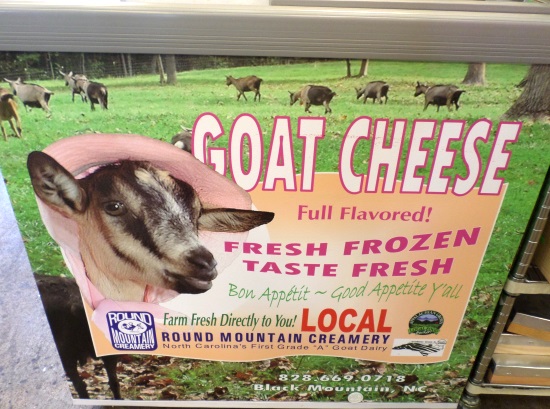 GOAT CHEESE
Full Flavored!
FRESH FROZEN
TASTE FRESH
Bon Appétit ~ Good Appetite Y'all
Farm Fresh Directly to You! LOCAL
ROUND MOUNTAIN CREAMERY
North Carolina's First Grade "A" Goat Dairy
ROUND
MOUNTAIN
CREAMERY
828-669-0718
Black Mountain, NC